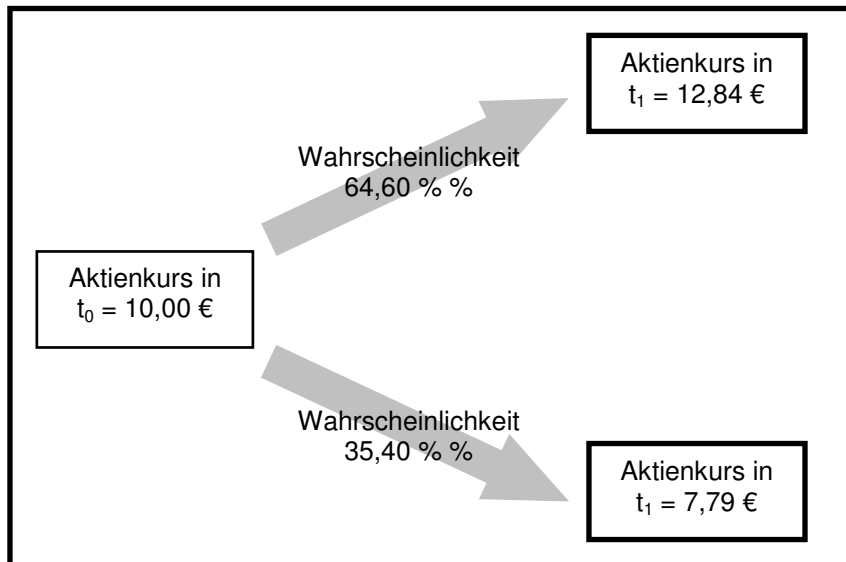 Aktienkurs in
t₁ = 12,84 €
Wahrscheinlichkeit
64,60 % %
Aktienkurs in
t₀ = 10,00 €
Wahrscheinlichkeit
35,40 % %
Aktienkurs in
t₁ = 7,79 €